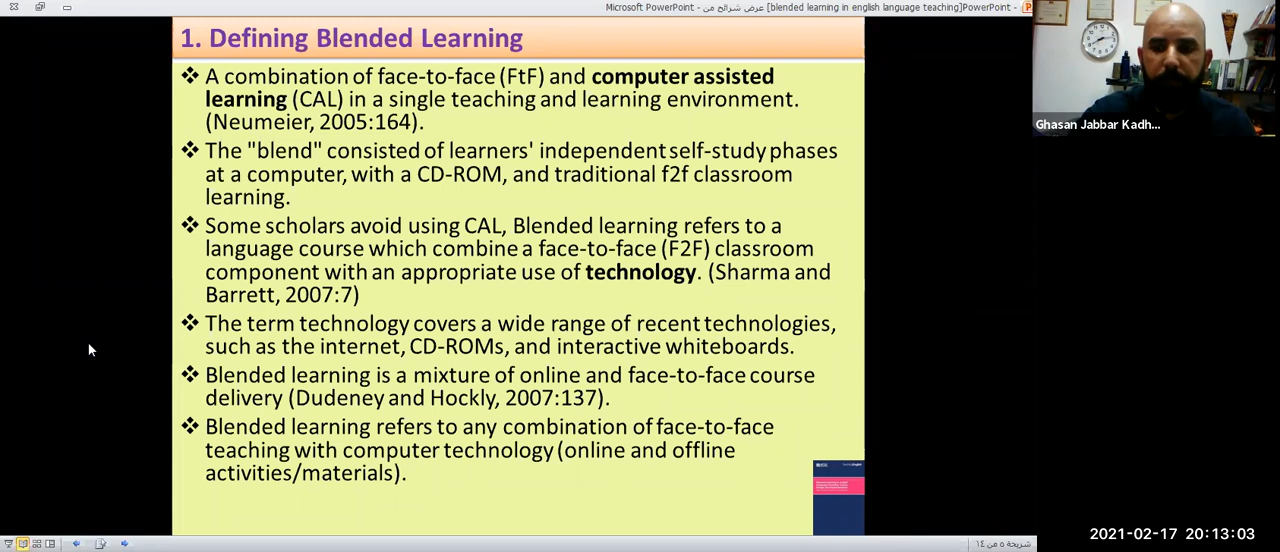 Microsoft PowerPoint - عرض شرائح من [blended learning in english language teaching]PowerPoint -
1. Defining Blended Learning
❖ A combination of face-to-face (FtF) and computer assisted
learning (CAL) in a single teaching and learning environment.
(Neumeier, 2005:164).
❖ The "blend" consisted of learners' independent self-study phases
at a computer, with a CD-ROM, and traditional f2f classroom
learning.
❖ Some scholars avoid using CAL, Blended learning refers to a
language course which combine a face-to-face (F2F) classroom
component with an appropriate use of technology. (Sharma and
Barrett, 2007:7)
❖ The term technology covers a wide range of recent technologies,
such as the internet, CD-ROMs, and interactive whiteboards.
❖ Blended learning is a mixture of online and face-to-face course
delivery (Dudeney and Hockly, 2007:137).
❖ Blended learning refers to any combination of face-to-face
teaching with computer technology (online and offline
activities/materials).
Ghasan Jabbar Kadh...
2021-02-17 20:13:03
شريحة ٥ من ١٤